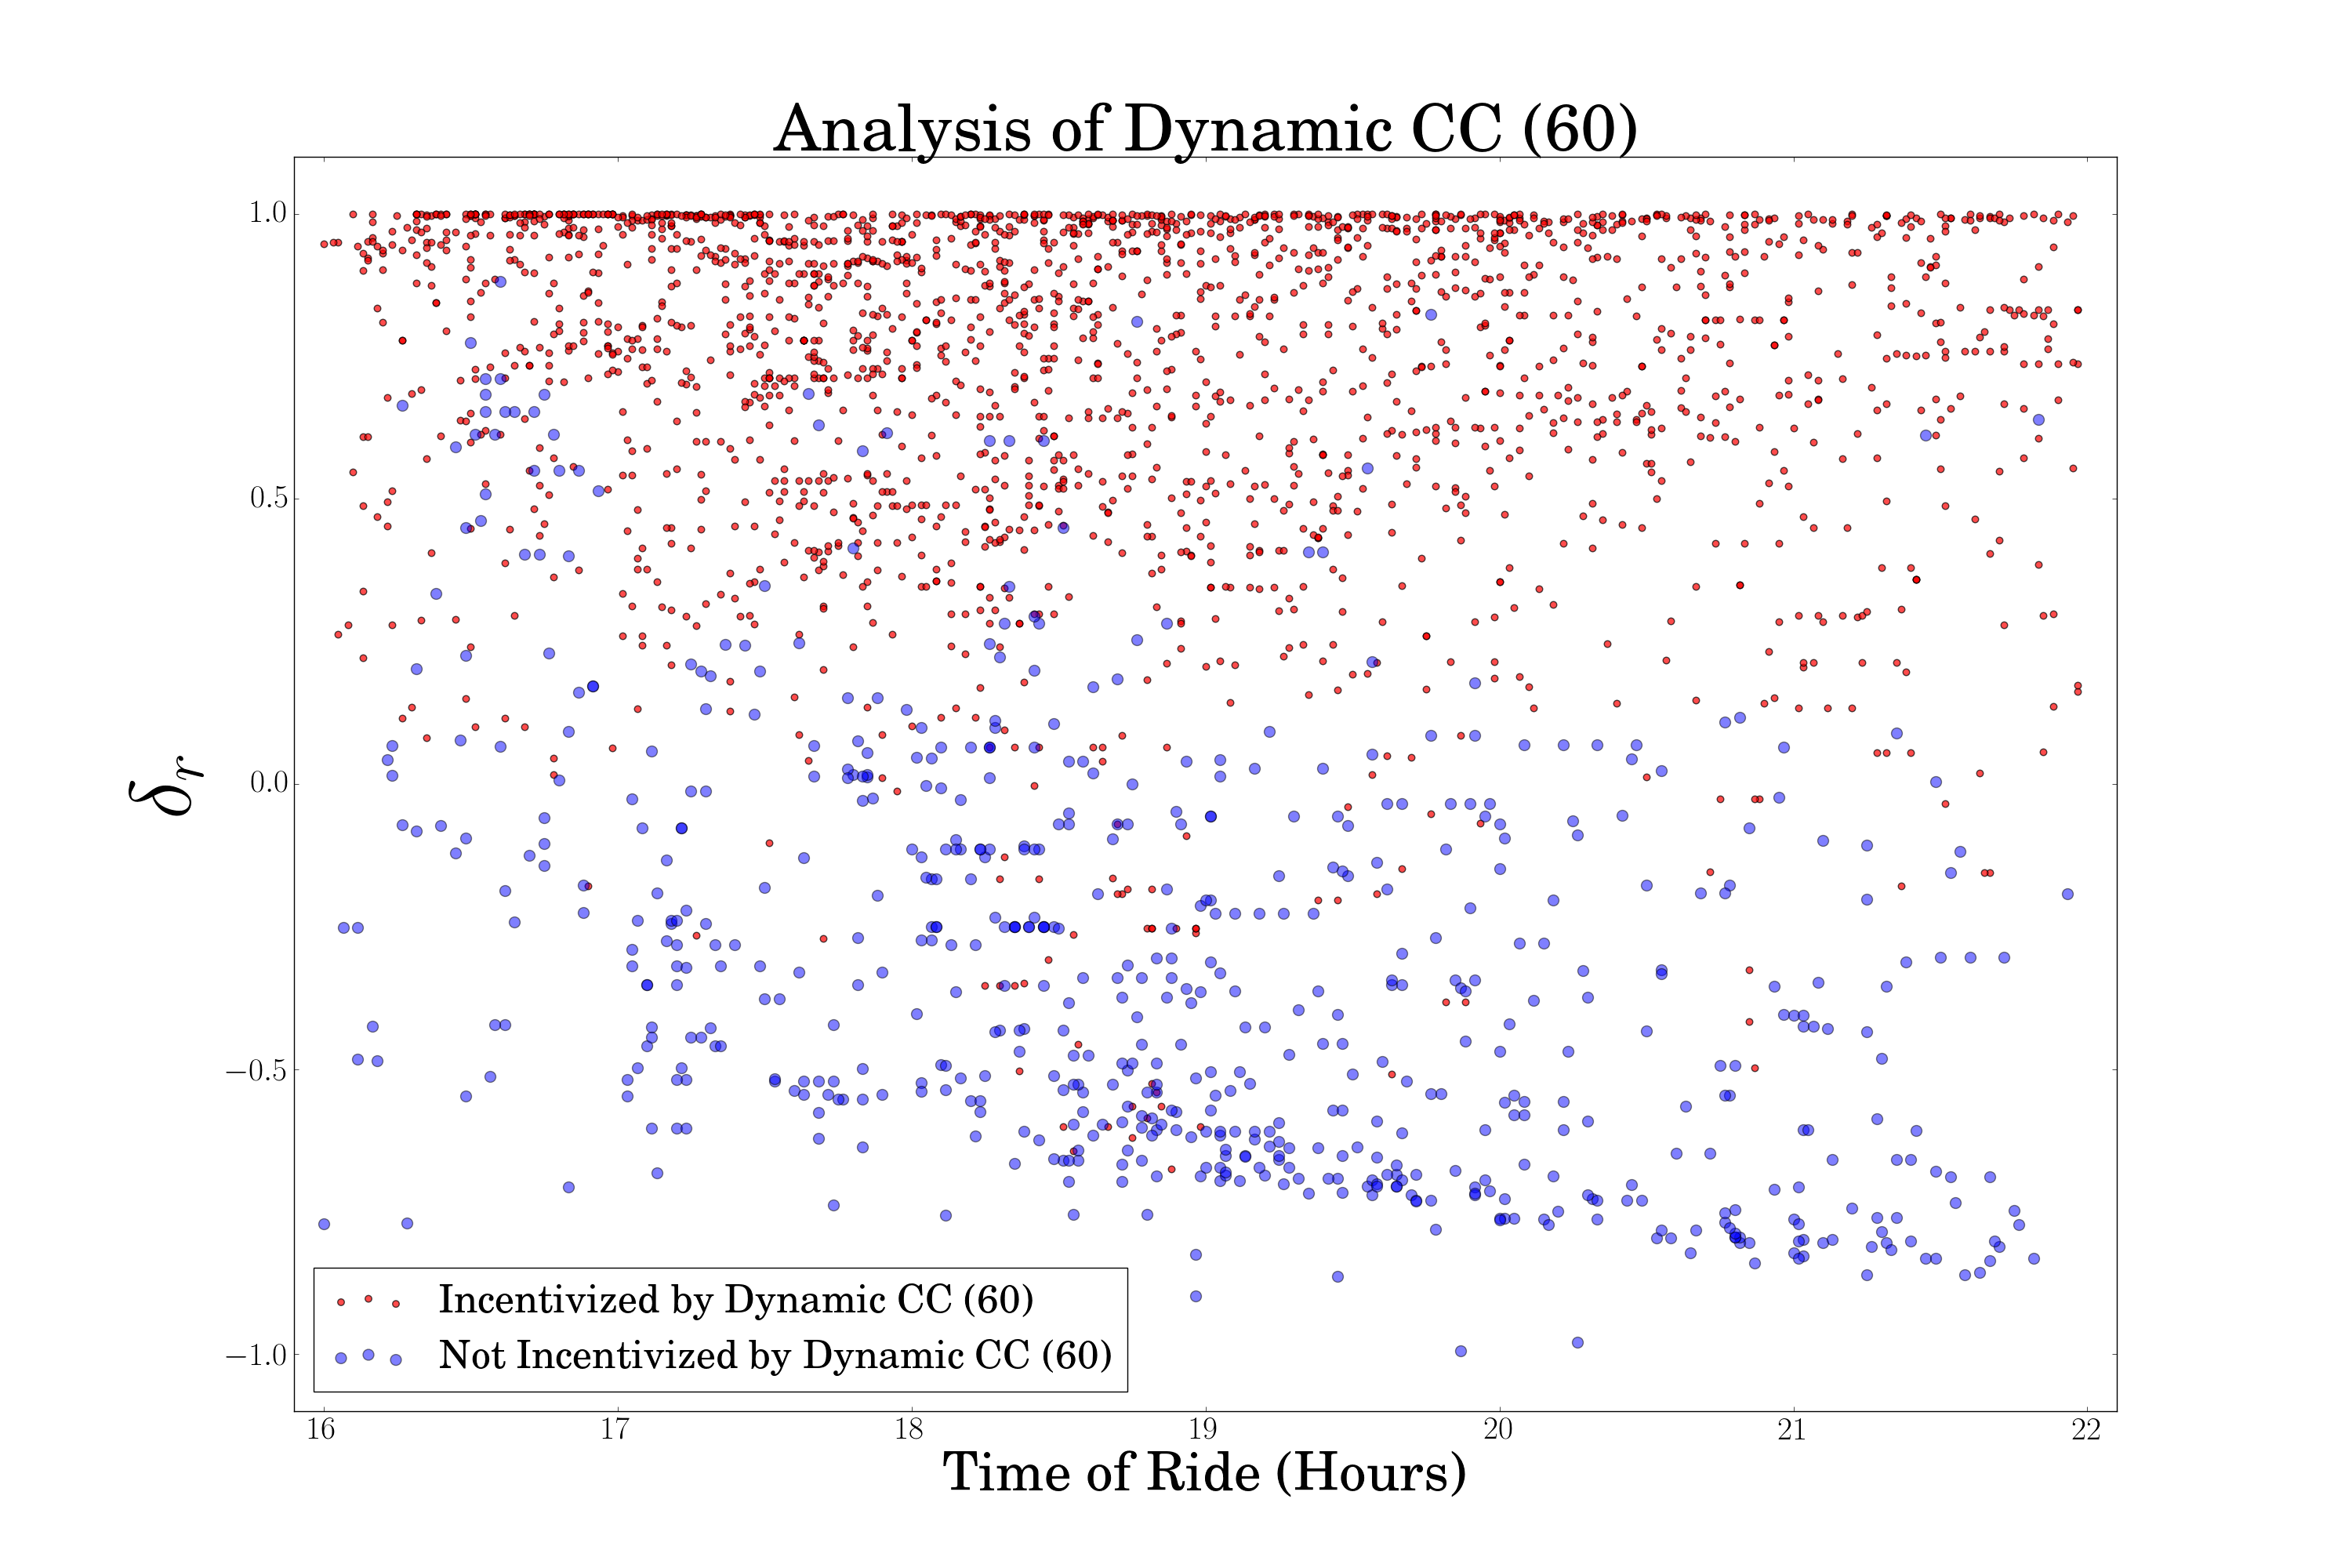 Analysis of Dynamic CC (60)
1.0
0.5
0.0
−0.5
−1.0
δr
Incentivized by Dynamic CC (60)
Not Incentivized by Dynamic CC (60)
16 17 18 19 20 21 22
Time of Ride (Hours)